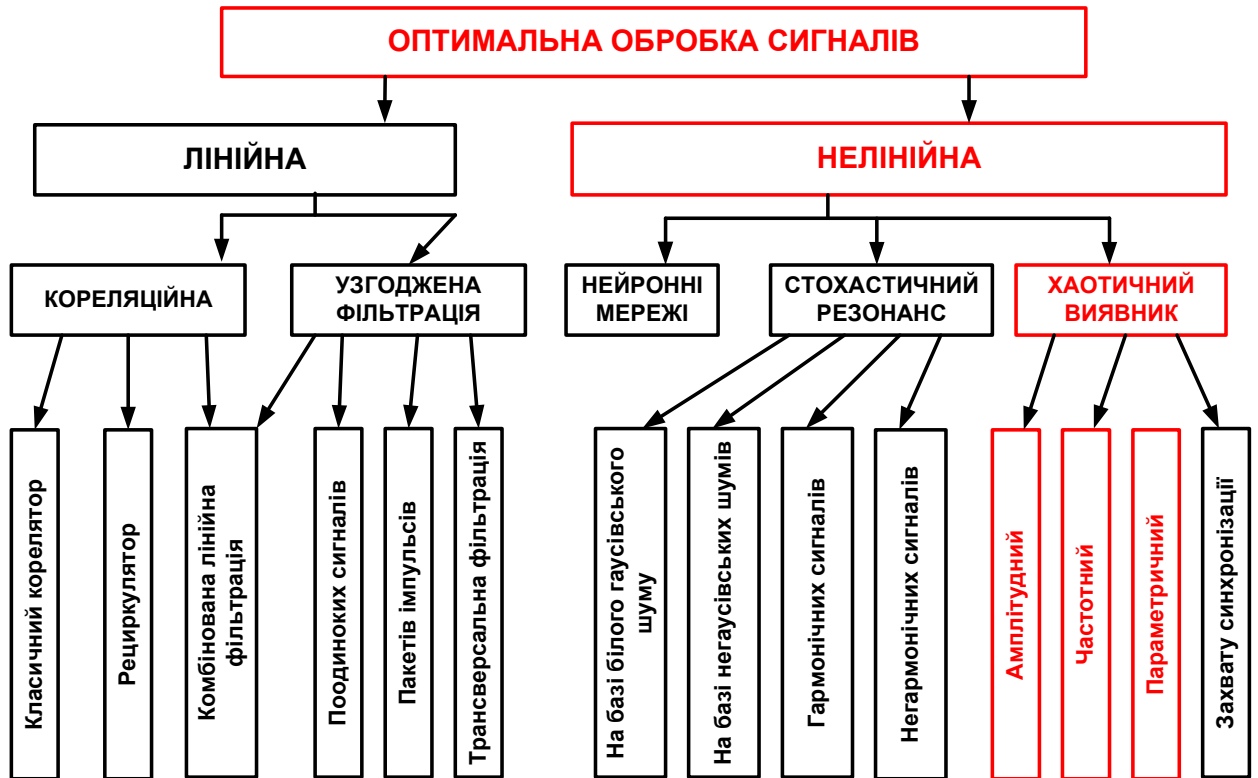 ОПТИМАЛЬНА ОБРОБКА СИГНАЛІВ
ЛІНІЙНА
НЕЛІНІЙНА
КОРЕЛЯЦІЙНА
УЗГОДЖЕНА
ФІЛЬТРАЦІЯ
НЕЙРОННІ
МЕРЕЖІ
СТОХАСТИЧНИЙ
РЕЗОНАНС
ХАОТИЧНИЙ
ВИЯВНИК
Класичний корелятор
Рециркулятор
Комбінована лінійна
фільтрація
Поодиноких сигналів
Пакетів імпульсів
Трансверсальна фільтрація
На базі білого гаусівського
шуму
На базі негаусівських шумів
Гармонічних сигналів
Негармонічних сигналів
Амплітудний
Частотний
Параметричний
Захвату синхронізації